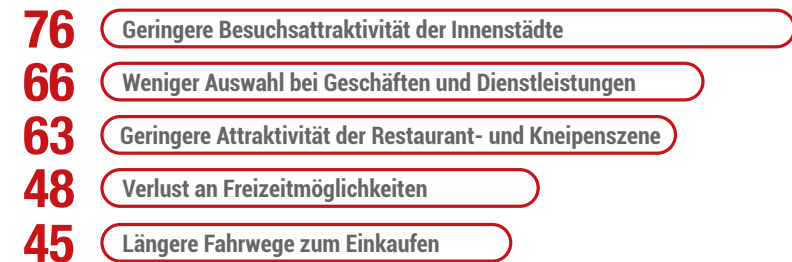 76 Geringere Besuchsattraktivität der Innenstädte
66 Weniger Auswahl bei Geschäften und Dienstleistungen
63 Geringere Attraktivität der Restaurant- und Kneipenszene
48 Verlust an Freizeitmöglichkeiten
45 Längere Fahrwege zum Einkaufen